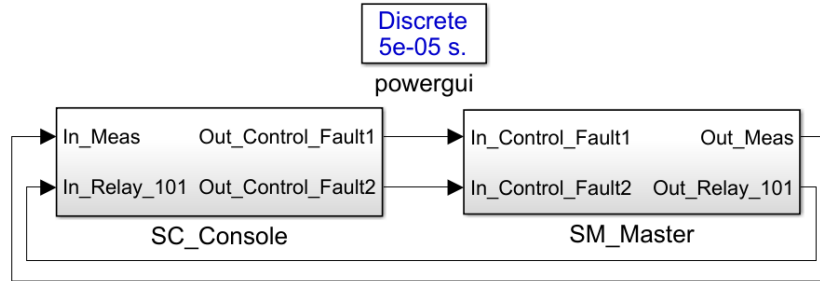 Discrete
5e-05 s.
powergui
In_Meas Out_Control_Fault1
In_Relay_101 Out_Control_Fault2
SC_Console
In_Control_Fault1 Out_Meas
In_Control_Fault2 Out_Relay_101
SM_Master